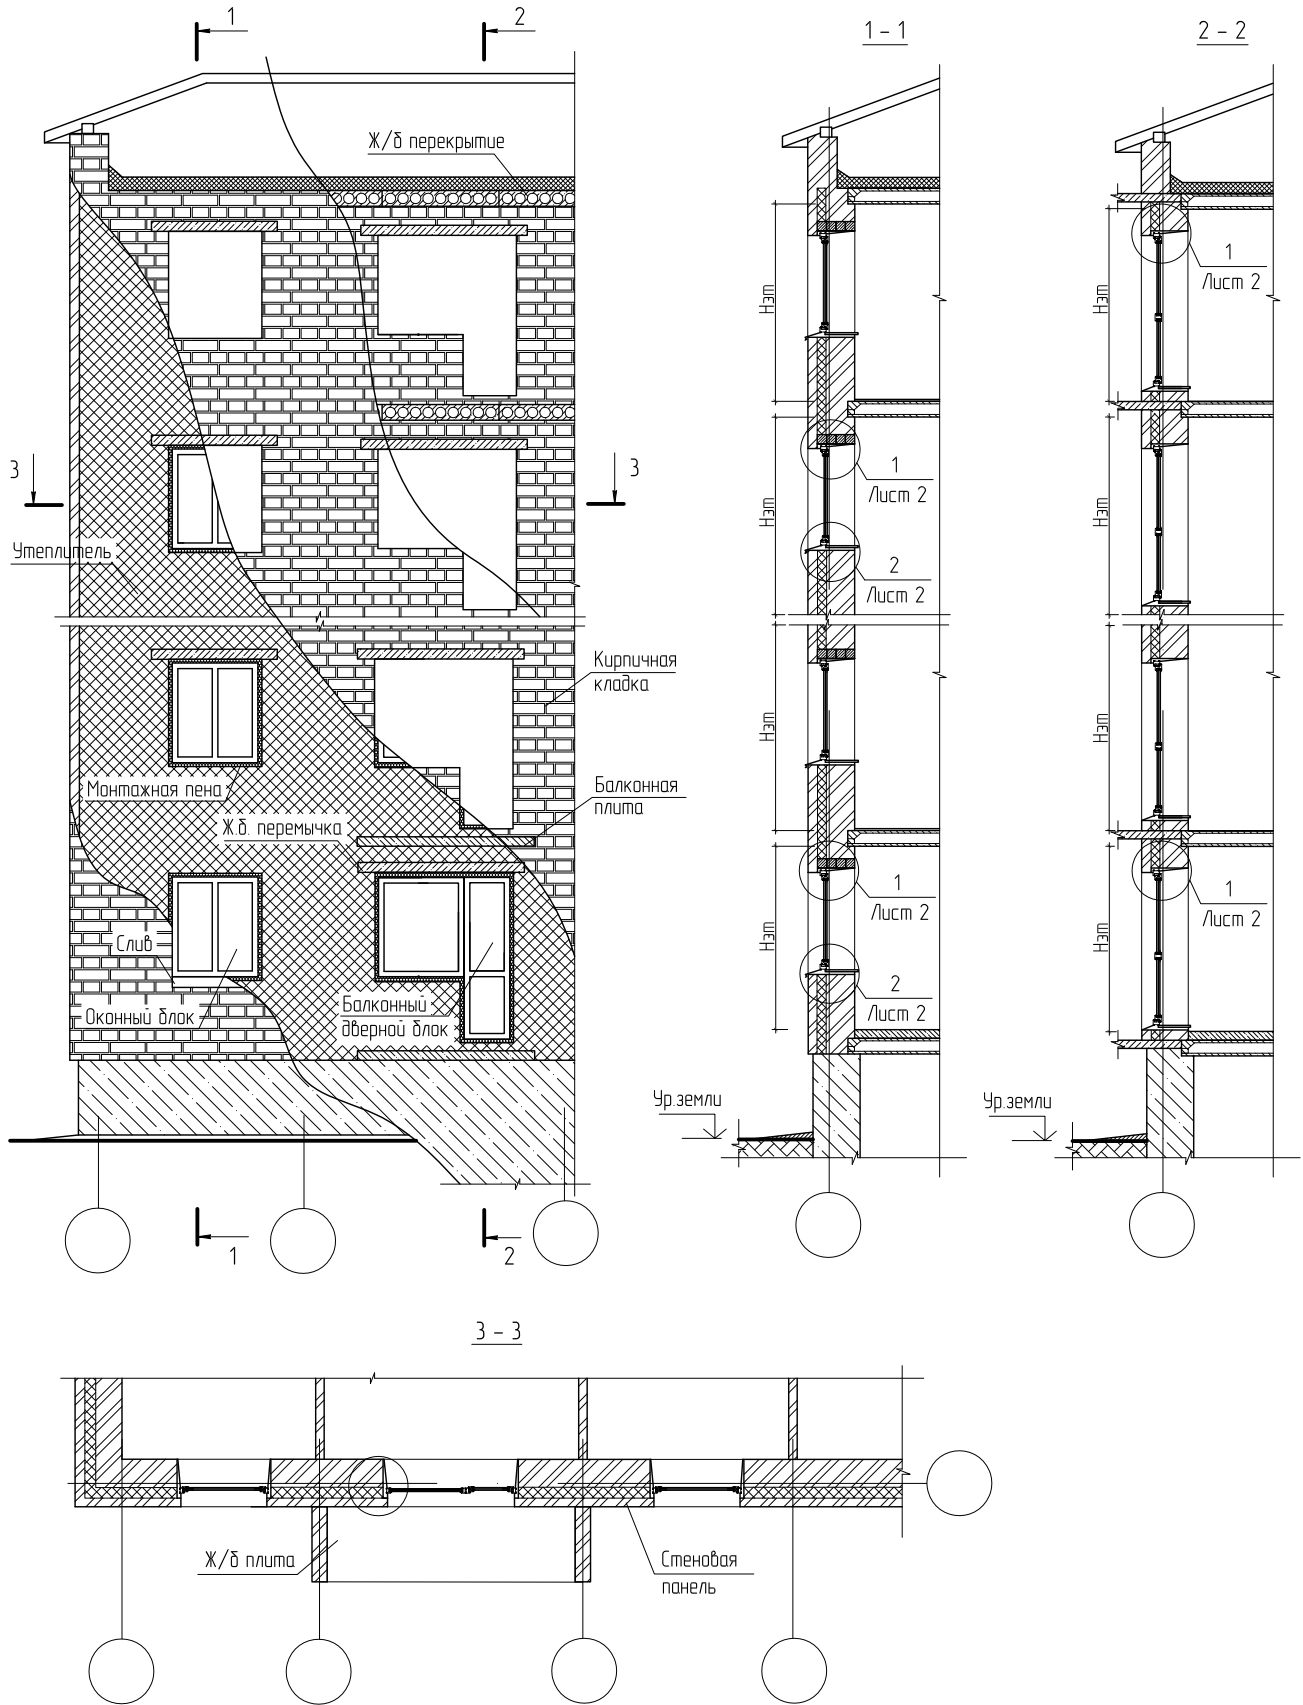 1
2
1 - 1
2 - 2
Ж/б перекрытие
1
Лист 2
Нэт
Нэт
3
3
1
Лист 2
Нэт
Нэт
Утеплитель
2
Лист 2
Кирпичная
кладка
Нэт
Нэт
Монтажная пена
Балконная
плита
Ж.б. перемычка
1
Лист 2
1
Лист 2
Нэт
Нэт
Слив
2
Лист 2
Оконный блок
Балконный
дверной блок
Ур.земли
Ур.земли
1
2
3 - 3
Ж/б плита
Стеновая
панель